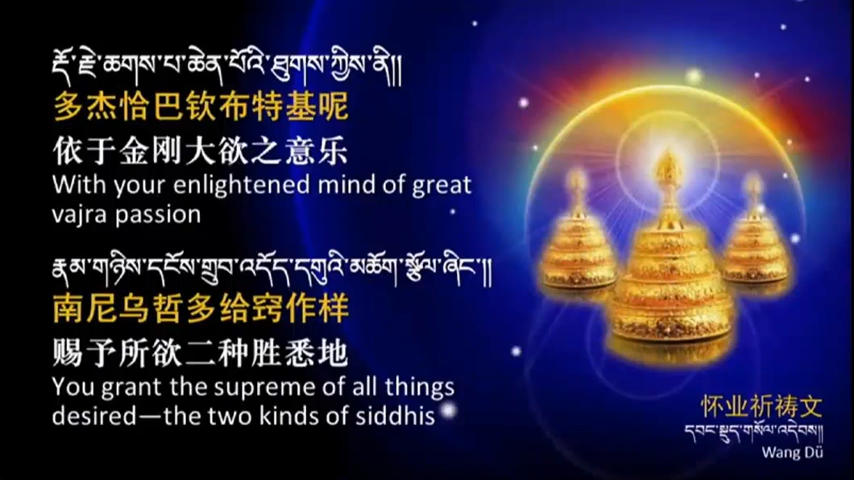 རྡོ་རྗེ་ཆགས་པ་ཆེན་པོའི་ཐུགས་ཀྱིས་ནི།།
多杰恰巴钦布特基呢
依于金刚大欲之意乐
With your enlightened mind of great
vajra passion
རྣམ་གཉིས་དངོས་གྲུབ་འདོད་དགུའི་མཆོག་སྩོལ་ཞིང་།།
南尼乌哲多给窍作样
赐予所欲二种胜悉地
You grant the supreme of all things
desired—the two kinds of siddhis
怀业祈祷文
དབང་སྡུད་གསོལ་འདེབས།།
Wang Dü